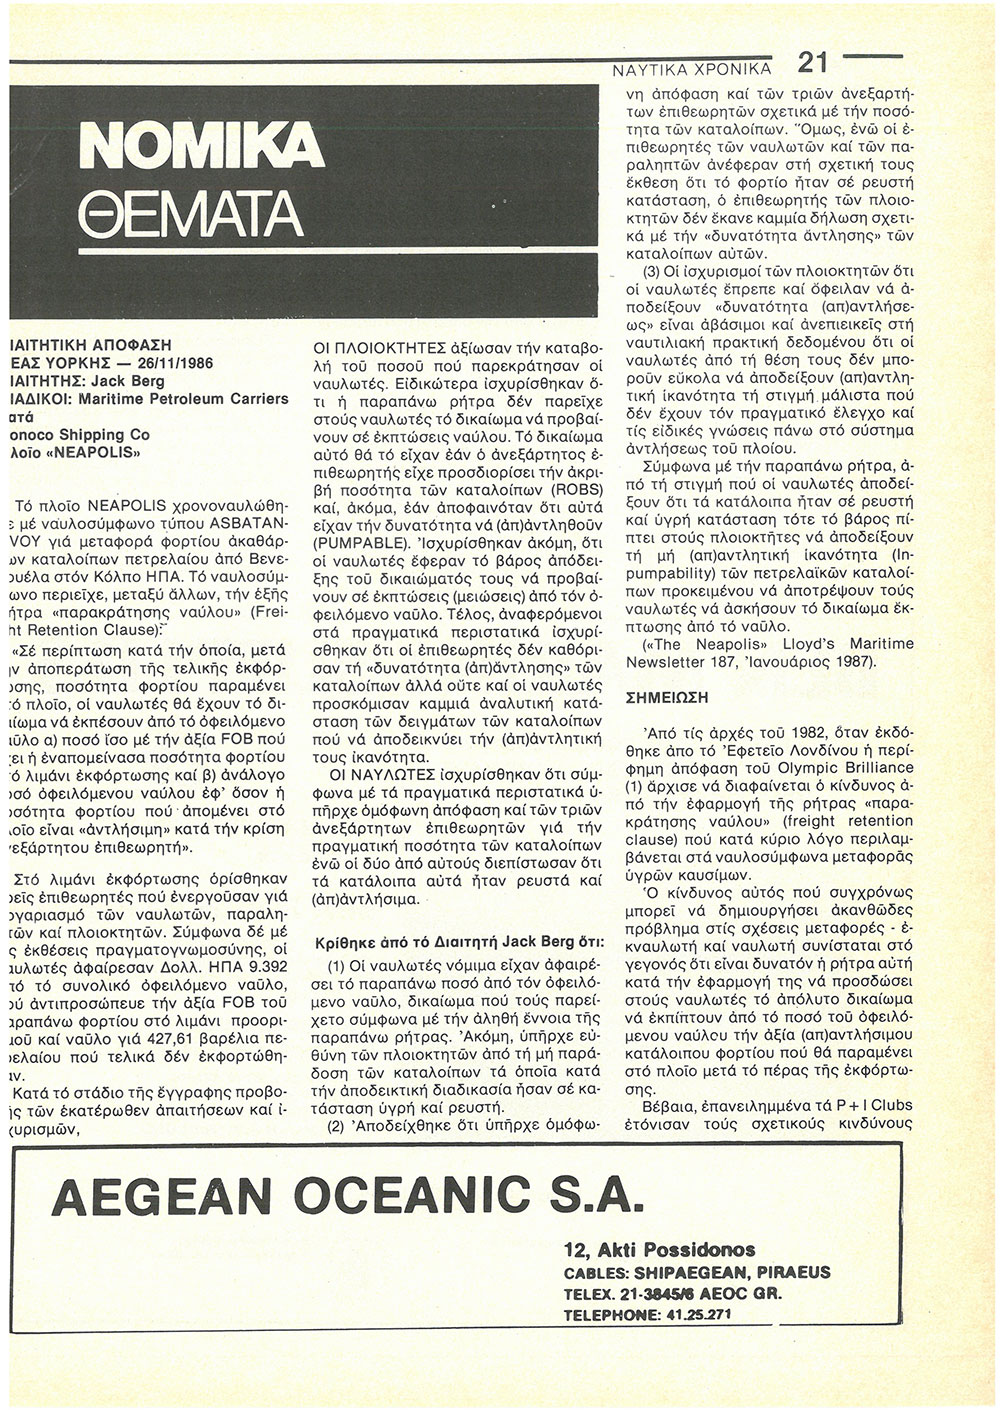 ΝΑΥΤΙΚΑ ΧΡΟΝΙΚΑ 21
ΝΟΜΙΚΑ
ΘΕΜΑΤΑ
ΙΑΙΤΗΤΙΚΗ ΑΠΟΦΑΣΗ
ΕΑΣ ΥΟΡΚΗΣ — 26/11/1986
ΙΑΙΤΗΤΗΣ: Jack Berg
ΙΑΔΙΚΟΙ: Maritime Petroleum Carriers
ατά
onoco Shipping Co
λοῖο «NEAPOLIS»
Τό πλοῖο NEAPOLIS χρονοναυλώθη-
ε μέ ναυλοσύμφωνο τύπου ASBATAN-
VOY γιά μεταφορά φορτίου ἀκαθάρ-
ων καταλοίπων πετρελαίου ἀπό Βενε-
ουέλα στόν Κόλπο ΗΠΑ. Τό ναυλοσύμ-
ωνο περιεῖχε, μεταξύ ἄλλων, τήν ἑξῆς
ήτρα «παρακράτησης ναύλου» (Frei-
ht Retention Clause):
«Σέ περίπτωση κατά τήν ὁποία, μετά
ήν ἀποπεράτωση τῆς τελικῆς ἐκφόρ-
ωσης, ποσότητα φορτίου παραμένει
τό πλοῖο, οἱ ναυλωτές θά ἔχουν τό δι-
αίωμα νά ἐκπέσουν ἀπό τό ὀφειλόμενο
αῦλο α) ποσό ἴσο μέ τήν ἀξία FOB πού
χει ἡ ἐναπομείνασα ποσότητα φορτίου
τό λιμάνι ἐκφόρτωσης καί β) ἀνάλογο
οσό ὀφειλόμενου ναύλου ἐφ' ὅσον ἡ
οσότητα φορτίου πού ἀπομένει στό
λοῖο εἶναι «ἀντλήσιμη» κατά τήν κρίση
νεξάρτητου ἐπιθεωρητή».
Στό λιμάνι ἐκφόρτωσης ὁρίσθηκαν
ρεῖς ἐπιθεωρητές πού ἐνεργοῦσαν γιά
ογαριασμό τῶν ναυλωτῶν, παραλη-
τῶν καί πλοιοκτητῶν. Σύμφωνα δέ μέ
ς ἐκθέσεις πραγματογνωμοσύνης, οἱ
αυλωτές ἀφαίρεσαν Δολλ. ΗΠΑ 9.392
πό τό συνολικό ὀφειλόμενο ναῦλο,
ού ἀντιπροσώπευε τήν ἀξία FOB τοῦ
αραπάνω φορτίου στό λιμάνι προορι-
μοῦ καί ναῦλο γιά 427,61 βαρέλια πε-
ρελαίου πού τελικά δέν ἐκφορτώθη-
αν.
Κατά τό στάδιο τῆς ἔγγραφης προβο-
ῆς τῶν ἑκατέρωθεν ἀπαιτήσεων καί ἰ-
χυρισμῶν,
ΟΙ ΠΛΟΙΟΚΤΗΤΕΣ ἀξίωσαν τήν καταβο-
λή τοῦ ποσοῦ πού παρεκράτησαν οἱ
ναυλωτές. Εἰδικώτερα ἰσχυρίσθηκαν ὅ-
τι ἡ παραπάνω ρήτρα δέν παρεῖχε
στούς ναυλωτές τό δικαίωμα νά προβαί-
νουν σέ ἐκπτώσεις ναύλου. Τό δικαίωμα
αὐτό θά τό εἶχαν ἐάν ὁ ἀνεξάρτητος ἐ-
πιθεωρητής εἶχε προσδιορίσει τήν ἀκρι-
βή ποσότητα τῶν καταλοίπων (ROBS)
καί, ἀκόμα, ἐάν ἀποφαινόταν ὅτι αὐτά
εἶχαν τήν δυνατότητα νά (ἀπ)ἀντληθοῦν
(PUMPABLE). Ἰσχυρίσθηκαν ἀκόμη, ὅτι
οἱ ναυλωτές ἔφεραν τό βάρος ἀπόδει-
ξης τοῦ δικαιώματός τους νά προβαί-
νουν σέ ἐκπτώσεις (μειώσεις) ἀπό τόν ὀ-
φειλόμενο ναῦλο. Τέλος, ἀναφερόμενοι
στά πραγματικά περιστατικά ἰσχυρί-
σθηκαν ὅτι οἱ ἐπιθεωρητές δέν καθόρι-
σαν τή «δυνατότητα (ἀπ)ἄντλησης» τῶν
καταλοίπων ἀλλά οὔτε καί οἱ ναυλωτές
προσκόμισαν καμμιά ἀναλυτική κατά-
σταση τῶν δειγμάτων τῶν καταλοίπων
πού νά ἀποδεικνύει τήν (ἀπ)ἀντλητική
τους ἱκανότητα.
ΟΙ ΝΑΥΛΩΤΕΣ ἰσχυρίσθηκαν ὅτι σύμ-
φωνα μέ τά πραγματικά περιστατικά ὑ-
πῆρχε ὁμόφωνη ἀπόφαση καί τῶν τριῶν
ἀνεξάρτητων ἐπιθεωρητῶν γιά τήν
πραγματική ποσότητα τῶν καταλοίπων
ἐνῶ οἱ δύο ἀπό αὐτούς διεπίστωσαν ὅτι
τά κατάλοιπα αὐτά ἦταν ρευστά καί
(ἀπ)ἀντλήσιμα.
Κρίθηκε ἀπό τό Διαιτητή Jack Berg ὅτι:
(1) Οἱ ναυλωτές νόμιμα εἶχαν ἀφαιρέ-
σει τό παραπάνω ποσό ἀπό τόν ὀφειλό-
μενο ναῦλο, δικαίωμα πού τούς παρεί-
χετο σύμφωνα μέ τήν ἀληθή ἔννοια τῆς
παραπάνω ρήτρας. Ἀκόμη, ὑπῆρχε εὐ-
θύνη τῶν πλοιοκτητῶν ἀπό τή μή παρά-
δοση τῶν καταλοίπων τά ὁποῖα κατά
τήν ἀποδεικτική διαδικασία ἦσαν σέ κα-
τάσταση ὑγρή καί ρευστή.
(2) Ἀποδείχθηκε ὅτι ὑπῆρχε ὁμόφω-
νη ἀπόφαση καί τῶν τριῶν ἀνεξαρτή-
των ἐπιθεωρητῶν σχετικά μέ τήν ποσό-
τητα τῶν καταλοίπων. Ὅμως, ἐνῶ οἱ ἐ-
πιθεωρητές τῶν ναυλωτῶν καί τῶν πα-
ραληπτῶν ἀνέφεραν στή σχετική τους
ἔκθεση ὅτι τό φορτίο ἦταν σέ ρευστή
κατάσταση, ὁ ἐπιθεωρητής τῶν πλοιο-
κτητῶν δέν ἔκανε καμμία δήλωση σχετι-
κά μέ τήν «δυνατότητα ἄντλησης» τῶν
καταλοίπων αὐτῶν.
(3) Οἱ ἰσχυρισμοί τῶν πλοιοκτητῶν ὅτι
οἱ ναυλωτές ἔπρεπε καί ὄφειλαν νά ἀ-
ποδείξουν «δυνατότητα (απ)αντλήσε-
ως» εἶναι ἀβάσιμοι καί ἀνεπιεικεῖς στή
ναυτιλιακή πρακτική δεδομένου ὅτι οἱ
ναυλωτές ἀπό τή θέση τους δέν μπο-
ροῦν εὔκολα νά ἀποδείξουν (απ)αντλη-
τική ἱκανότητα τή στιγμή μάλιστα πού
δέν ἔχουν τόν πραγματικό ἔλεγχο καί
τίς εἰδικές γνώσεις πάνω στό σύστημα
ἀντλήσεως τοῦ πλοίου.
Σύμφωνα μέ τήν παραπάνω ρήτρα, ἀ-
πό τή στιγμή πού οἱ ναυλωτές ἀποδεί-
ξουν ὅτι τά κατάλοιπα ἦταν σέ ρευστή
καί ὑγρή κατάσταση τότε τό βάρος πί-
πτει στούς πλοιοκτῆτες νά ἀποδείξουν
τή μή (απ)αντλητική ἱκανότητα (In-
pumpability) τῶν πετρελαϊκῶν καταλοί-
πων προκειμένου νά ἀποτρέψουν τούς
ναυλωτές νά ἀσκήσουν τό δικαίωμα ἔκ-
πτωσης ἀπό τό ναῦλο.
(«The Neapolis» Lloyd's Maritime
Newsletter 187, Ἰανουάριος 1987).
ΣΗΜΕΙΩΣΗ
Ἀπό τίς ἀρχές τοῦ 1982, ὅταν ἐκδό-
θηκε ἀπο τό Ἐφετεῖο Λονδίνου ἡ περί-
φημη ἀπόφαση τοῦ Olympic Brilliance
(1) ἄρχισε νά διαφαίνεται ὁ κίνδυνος ἀ-
πό τήν ἐφαρμογή τῆς ρήτρας «παρα-
κράτησης ναύλου» (freight retention
clause) πού κατά κύριο λόγο περιλαμ-
βάνεται στά ναυλοσύμφωνα μεταφορᾶς
ὑγρῶν καυσίμων.
Ὁ κίνδυνος αὐτός πού συγχρόνως
μπορεῖ νά δημιουργήσει ἀκανθῶδες
πρόβλημα στίς σχέσεις μεταφορές - ἐ-
κναυλωτή καί ναυλωτή συνίσταται στό
γεγονός ὅτι εἶναι δυνατόν ἡ ρήτρα αὐτή
κατά τήν ἐφαρμογή της νά προσδώσει
στούς ναυλωτές τό ἀπόλυτο δικαίωμα
νά ἐκπίπτουν ἀπό τό ποσό τοῦ ὀφειλό-
μενου ναύλου τήν ἀξία (απ)αντλήσιμου
κατάλοιπου φορτίου πού θά παραμένει
στό πλοῖο μετά τό πέρας τῆς ἐκφόρτω-
σης.
Βέβαια, ἐπανειλημμένα τά P + I Clubs
ἐτόνισαν τούς σχετικούς κινδύνους
AEGEAN OCEANIC S.A.
12, Akti Possidonos
CABLES: SHIPAEGEAN, PIRAEUS
TELEX. 21-3845/6 AEOC GR.
TELEPHONE: 41.25.271